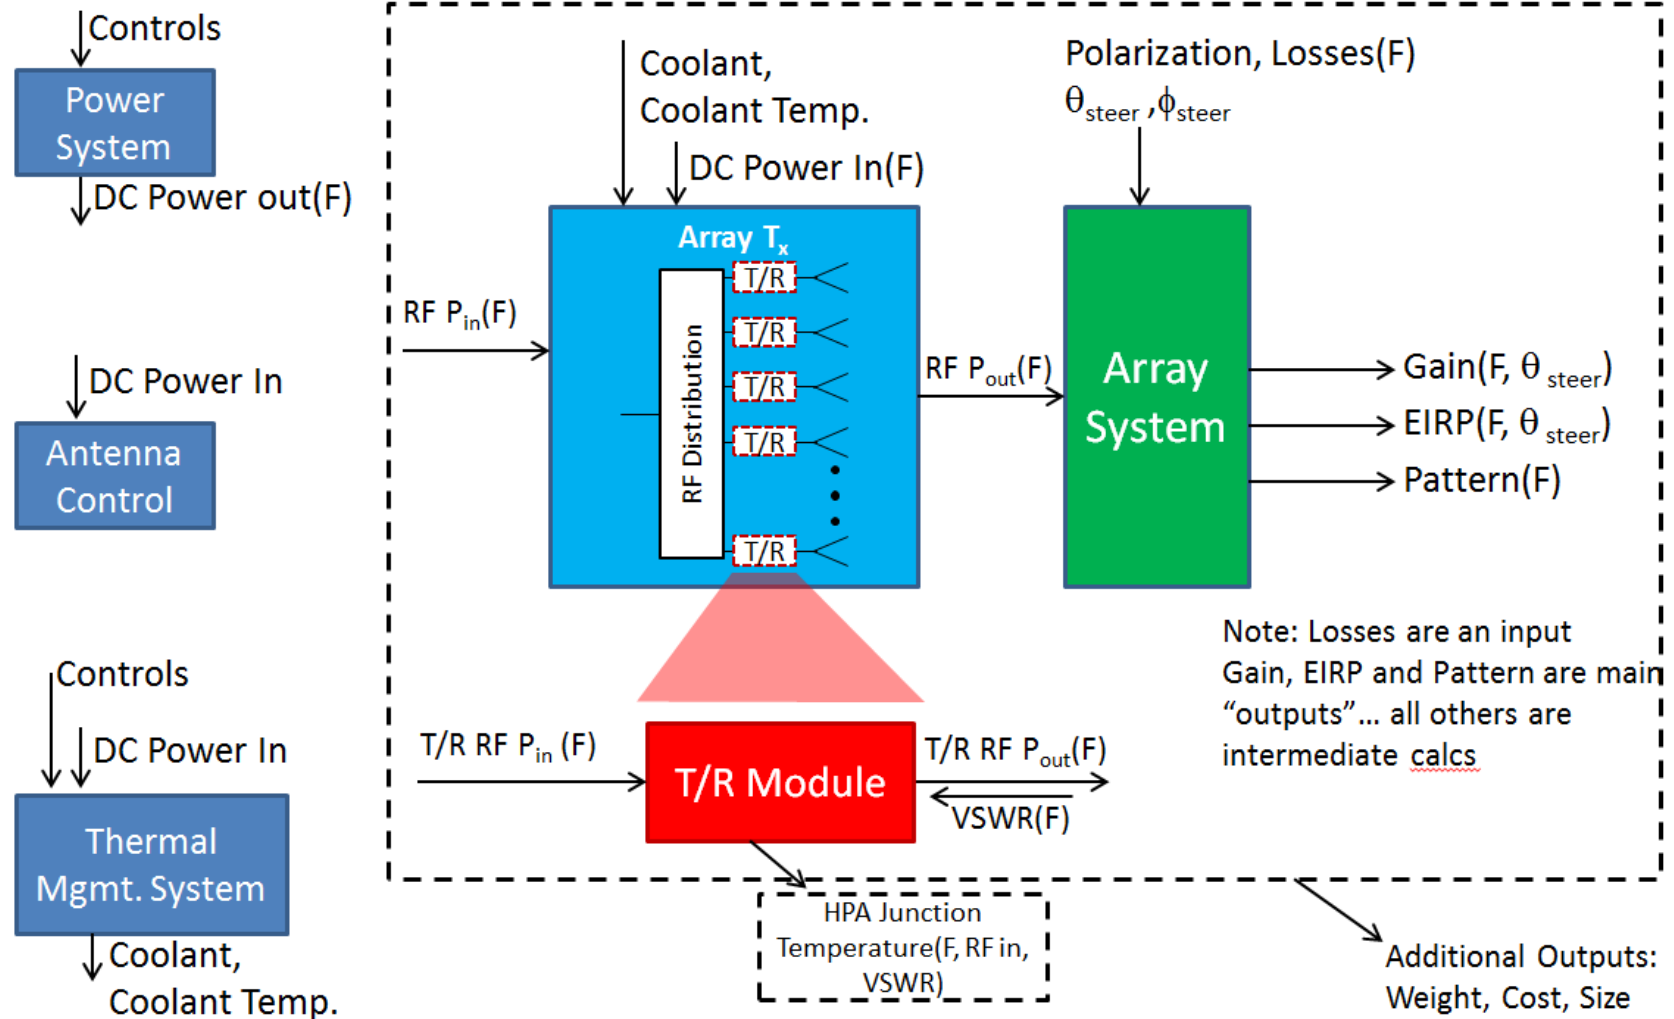 Controls
Power
System
DC Power out(F)
DC Power In
Antenna
Control
Controls
DC Power In
Thermal
Mgmt. System
Coolant,
Coolant Temp.
Coolant,
Coolant Temp.
DC Power In(F)
Polarization, Losses(F)
θsteer ,ϕsteer
Array Tx
T/R
T/R
T/R
T/R
T/R
RF Distribution
RF Pin(F)
RF Pout(F)
Array
System
Gain(F, θ steer)
EIRP(F, θ steer)
Pattern(F)
Note: Losses are an input
Gain, EIRP and Pattern are main
“outputs”... all others are
intermediate calcs
T/R RF Pin (F)
T/R Module
T/R RF Pout(F)
VSWR(F)
HPA Junction
Temperature(F, RF in,
VSWR)
Additional Outputs:
Weight, Cost, Size